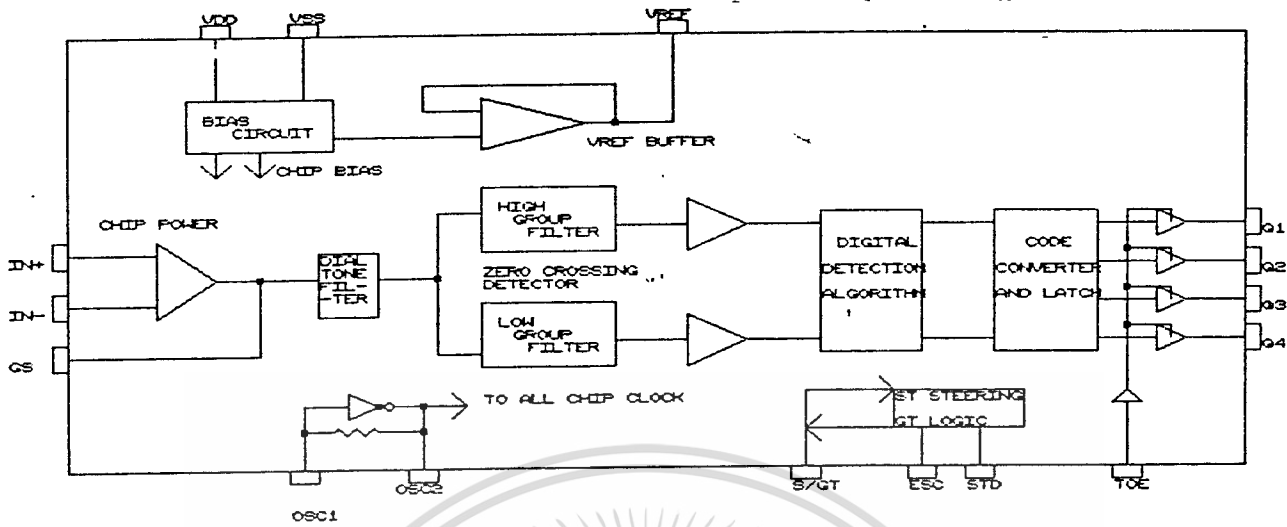 VDD
VSS
VREF
BIAS
CIRCUIT
VREF BUFFER
CHIP BIAS
CHIP POWER
HIGH
GROUP
FILTER
IN+
IN-
GS
DIAL
TONE
FIL-
-TER
ZERO CROSSING
DETECTOR
LOW
GROUP
FILTER
DIGITAL
DETECTION
ALGORITHM
CODE
CONVERTER
AND LATCH
Q1
Q2
Q3
Q4
TO ALL CHIP CLOCK
ST STEERING
GT LOGIC
OSC1
OSC2
S/GT
ESC
STD
TOE